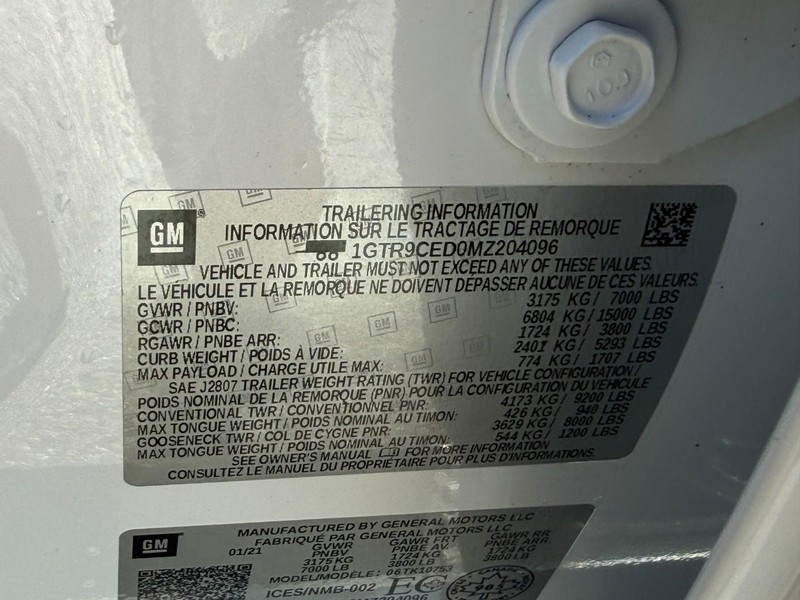 10.9
GM
TRAILERING INFORMATION
INFORMATION SUR LE TRACTAGE DE REMORQUE
1GTR9CED0MZ204096
VEHICLE AND TRAILER MUST NOT EXCEED ANY OF THESE VALUES.
LE VÉHICULE ET LA REMORQUE NE DOIVENT DÉPASSER AUCUNE DE CES VALEURS.
GVWR / PNBV: 3175 KG / 7000 LBS
GCWR / PNBC: 6804 KG / 15000 LBS
RGAWR / PNBE ARR: 1724 KG / 3800 LBS
CURB WEIGHT / POIDS À VIDE: 2401 KG / 5293 LBS
MAX PAYLOAD / CHARGE UTILE MAX: 774 KG / 1707 LBS
SAE J2807 TRAILER WEIGHT RATING (TWR) FOR VEHICLE CONFIGURATION /
POIDS NOMINAL DE LA REMORQUE (PNR) POUR LA CONFIGURATION DU VÉHICULE
CONVENTIONAL TWR / CONVENTIONNEL PNR: 4173 KG / 9200 LBS
MAX TONGUE WEIGHT / POIDS NOMINAL AU TIMON: 426 KG / 940 LBS
GOOSENECK TWR / COL DE CYGNE PNR: 3629 KG / 8000 LBS
MAX TONGUE WEIGHT / POIDS NOMINAL AU TIMON: 544 KG / 1200 LBS
SEE OWNER'S MANUAL FOR MORE INFORMATION
CONSULTEZ LE MANUEL DU PROPRIÉTAIRE POUR PLUS D'INFORMATIONS.
GM
MANUFACTURED BY GENERAL MOTORS LLC
FABRIQUÉ PAR GENERAL MOTORS LLC
01/21 GVWR GAWR FRT GAWR RR
PNBV PNBE AV. PNBE ARR.
3175 KG 1724 KG 1724 KG
7000 LB 3800 LB 3800 LB
MODEL/MODÈLE: 06TK10753
ICES/NMB-002
CANADA
905